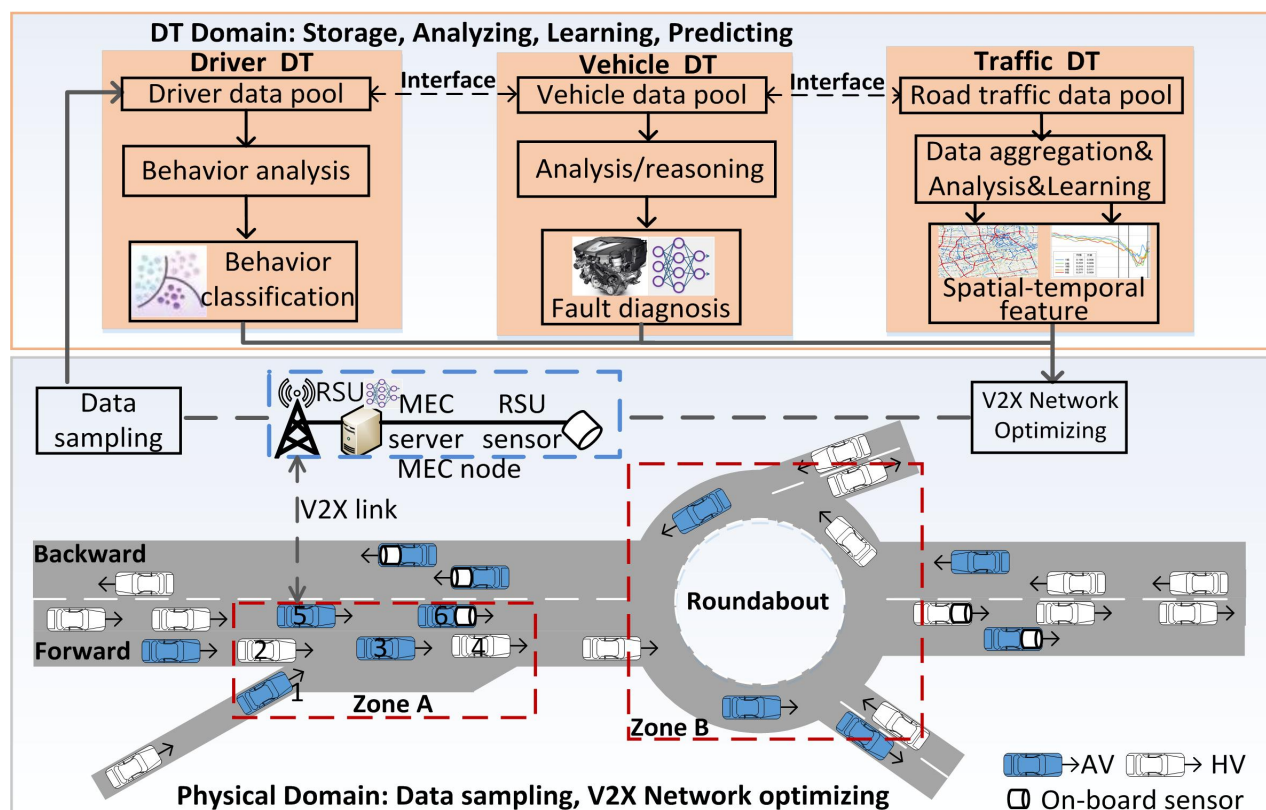 DT Domain: Storage, Analyzing, Learning, Predicting
Driver DT
Vehicle DT
Traffic DT
Driver data pool
Interface
Vehicle data pool
Interface
Road traffic data pool
Behavior analysis
Analysis/reasoning
Data aggregation&
Analysis&Learning
Behavior
classification
Fault diagnosis
Spatial-temporal
feature
Data
sampling
RSU
MEC
server
RSU
sensor
MEC node
V2X Network
Optimizing
V2X link
Backward
Forward
1
2
3
4
5
6
Zone A
Roundabout
Zone B
AV
HV
On-board sensor
Physical Domain: Data sampling, V2X Network optimizing